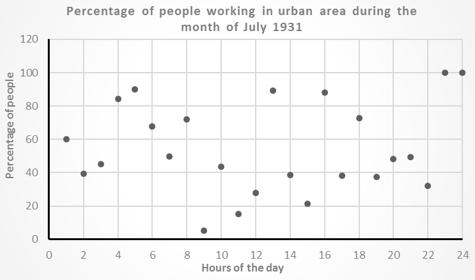 Percentage of people working in urban area during the
month of July 1931
120
100
80
60
40
20
0
Percentage of people
0 2 4 6 8 10 12 14 16 18 20 22 24
Hours of the day